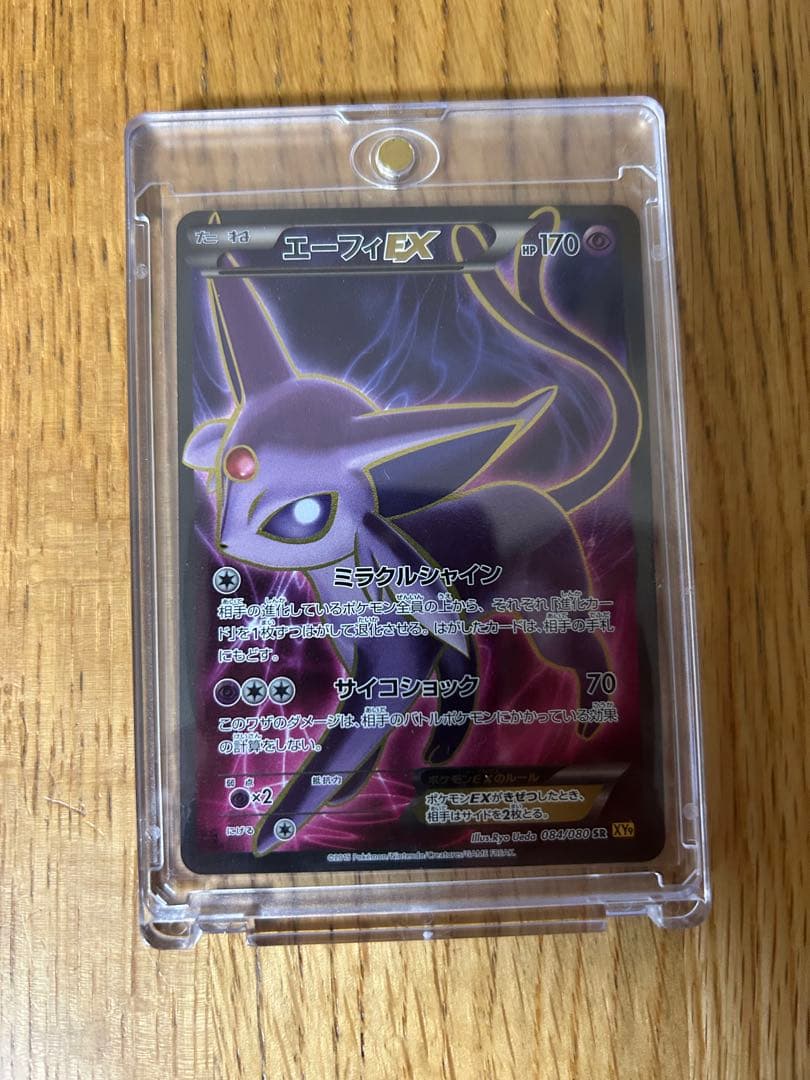 たね エーフィEX HP170
ミラクルシャイン
相手の進化しているポケモン全員の上から、それぞれ「進化カー
ド」を1枚ずつはがして退化させる。はがしたカードは、相手の手札
にもどす。
サイコショック 70
このワザのダメージは、相手のバトルポケモンにかかっている効果
の計算をしない。
弱点 抵抗力
×2
にげる
ポケモンEXのルール
ポケモンEXがきぜつしたとき、
相手はサイドを2枚とる。
Illus.Ryo Ueda 084/080 SR XY9
©2015 Pokémon/Nintendo/Creatures/GAME FREAK.